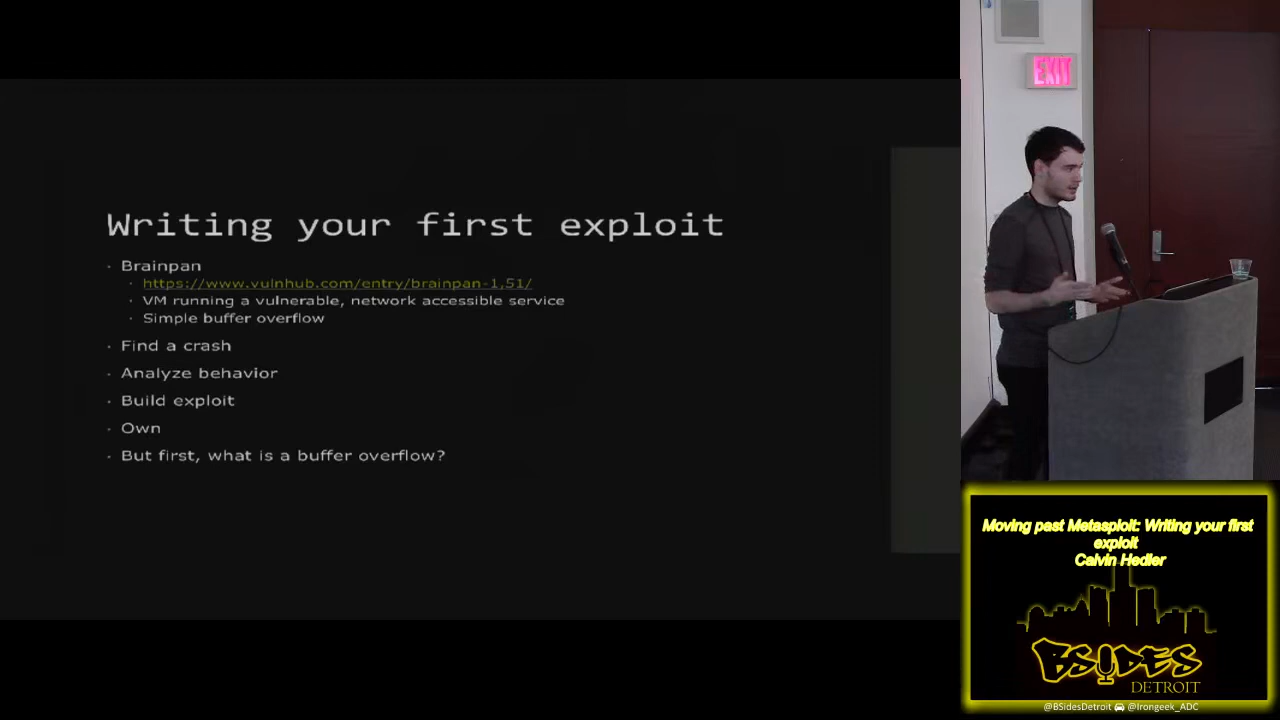 Writing your first exploit
Brainpan
https://www.vulnhub.com/entry/brainpan-1,51/
VM running a vulnerable, network accessible service
Simple buffer overflow
Find a crash
Analyze behavior
Build exploit
Own
But first, what is a buffer overflow?
EXIT
Moving past Metasploit: Writing your first
exploit
Calvin Hedler
BSIDES
DETROIT
@BSidesDetroit @Irongeek_ADC